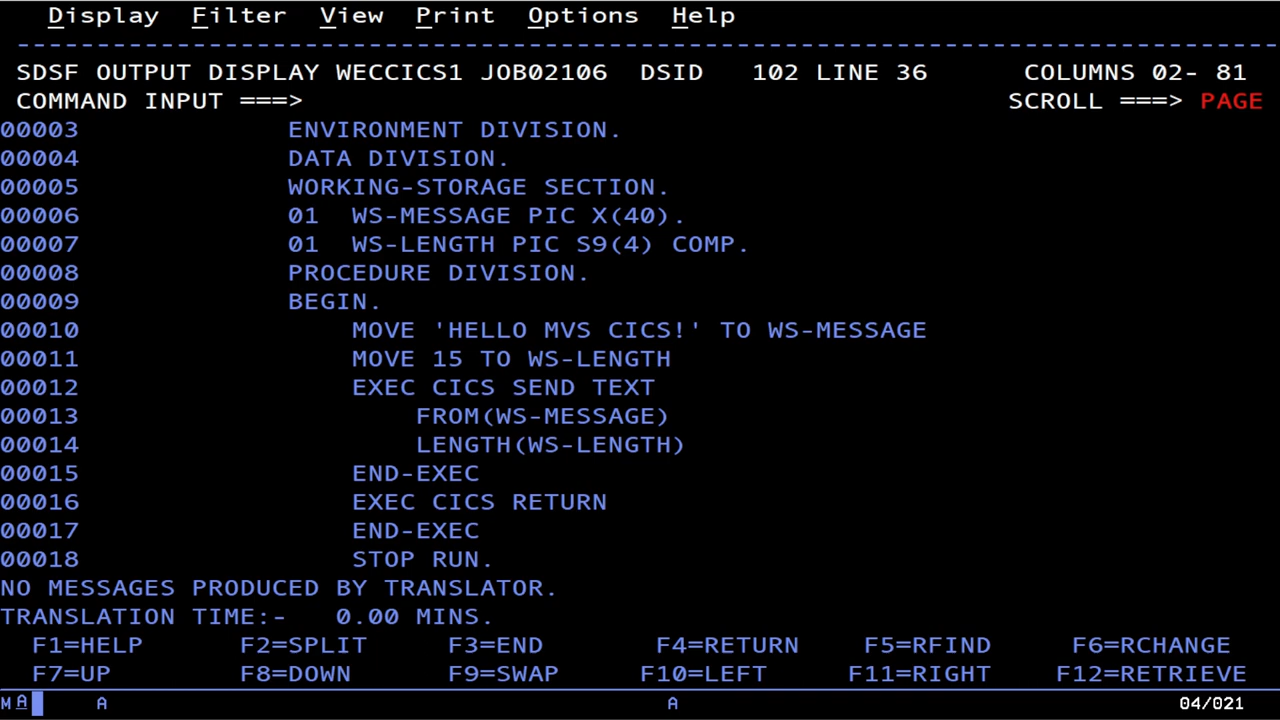 Display Filter View Print Options Help
--------------------------------------------------------------------------------
SDSF OUTPUT DISPLAY WECCICS1 JOB02106 DSID 102 LINE 36 COLUMNS 02- 81
COMMAND INPUT ===> SCROLL ===> PAGE
00003 ENVIRONMENT DIVISION.
00004 DATA DIVISION.
00005 WORKING-STORAGE SECTION.
00006 01 WS-MESSAGE PIC X(40).
00007 01 WS-LENGTH PIC S9(4) COMP.
00008 PROCEDURE DIVISION.
00009 BEGIN.
00010 MOVE 'HELLO MVS CICS!' TO WS-MESSAGE
00011 MOVE 15 TO WS-LENGTH
00012 EXEC CICS SEND TEXT
00013 FROM(WS-MESSAGE)
00014 LENGTH(WS-LENGTH)
00015 END-EXEC
00016 EXEC CICS RETURN
00017 END-EXEC
00018 STOP RUN.
NO MESSAGES PRODUCED BY TRANSLATOR.
TRANSLATION TIME:- 0.00 MINS.
F1=HELP F2=SPLIT F3=END F4=RETURN F5=RFIND F6=RCHANGE
F7=UP F8=DOWN F9=SWAP F10=LEFT F11=RIGHT F12=RETRIEVE
M A A A 04/021